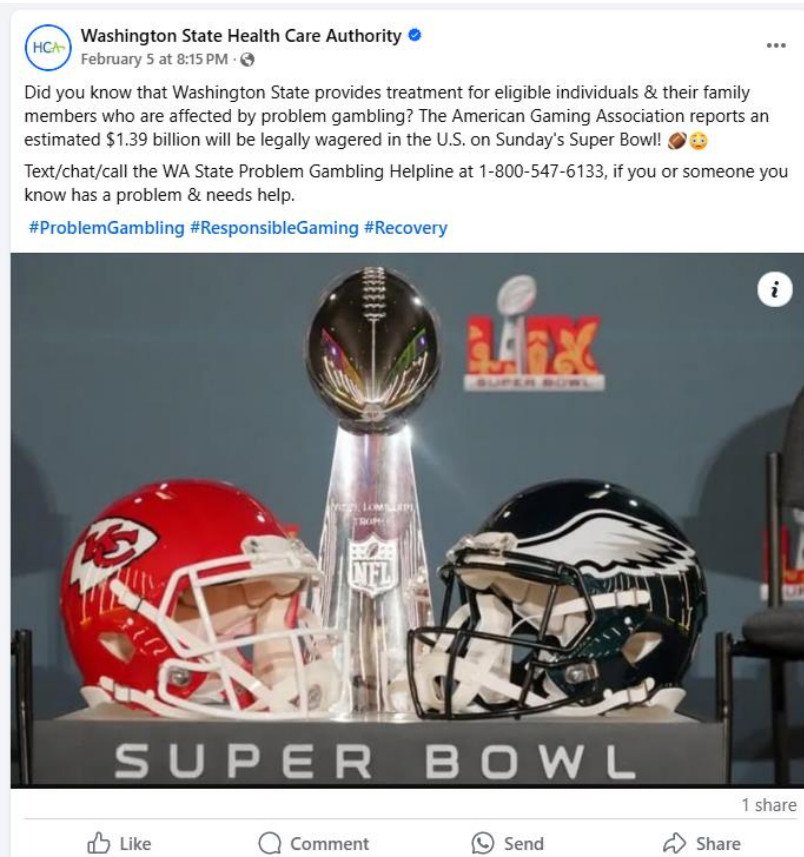 HCA
Washington State Health Care Authority
February 5 at 8:15 PM ·
Did you know that Washington State provides treatment for eligible individuals & their family
members who are affected by problem gambling? The American Gaming Association reports an
estimated $1.39 billion will be legally wagered in the U.S. on Sunday's Super Bowl! 🏈😳
Text/chat/call the WA State Problem Gambling Helpline at 1-800-547-6133, if you or someone you
know has a problem & needs help.
#ProblemGambling #ResponsibleGaming #Recovery
i
LIX
SUPER BOWL
KC
NFL
SUPER BOWL
1 share
Like Comment Send Share